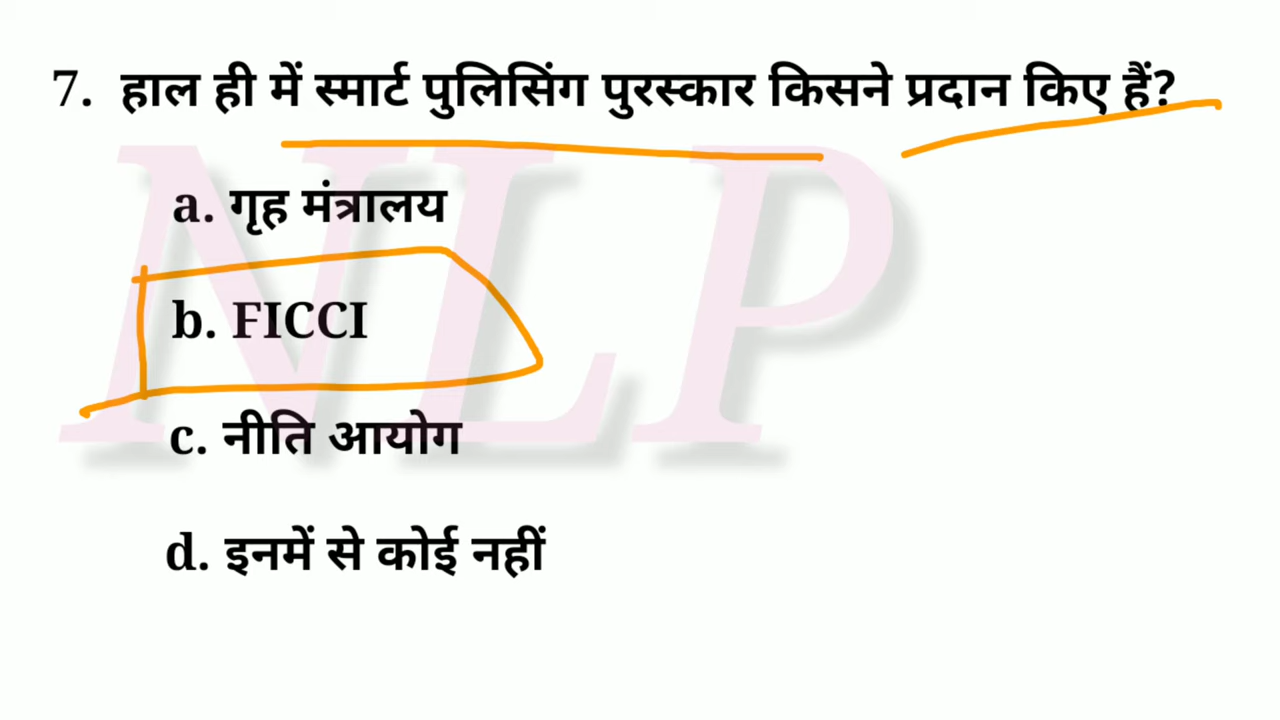 7. हाल ही में स्मार्ट पुलिसिंग पुरस्कार किसने प्रदान किए हैं?
a. गृह मंत्रालय
b. FICCI
c. नीति आयोग
d. इनमें से कोई नहीं
NLP